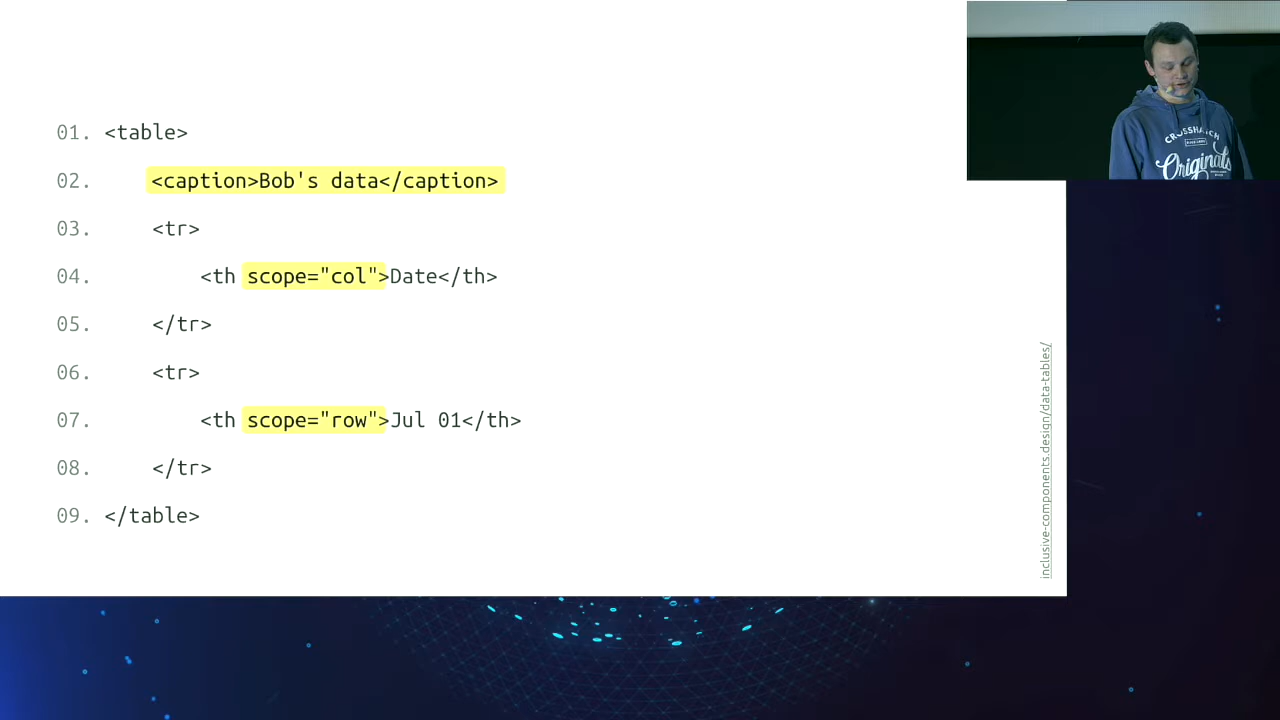 01. <table>
02. <caption>Bob's data</caption>
03. <tr>
04. <th scope="col">Date</th>
05. </tr>
06. <tr>
07. <th scope="row">Jul 01</th>
08. </tr>
09. </table>
inclusive-components.design/data-tables/
CROSSHATCH
Originals